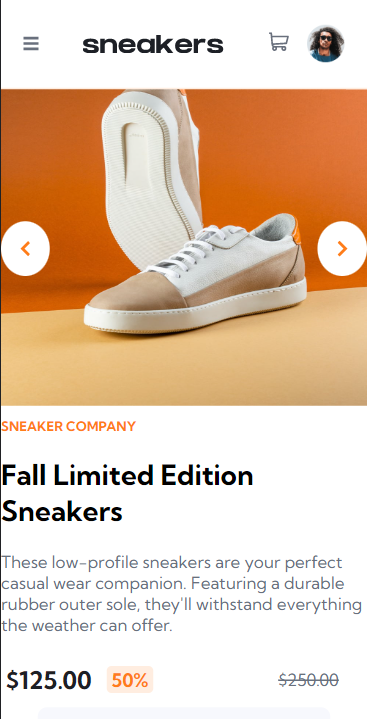 sneakers
SNEAKER COMPANY
Fall Limited Edition
Sneakers
These low-profile sneakers are your perfect
casual wear companion. Featuring a durable
rubber outer sole, they'll withstand everything
the weather can offer.
$125.00 50% $250.00